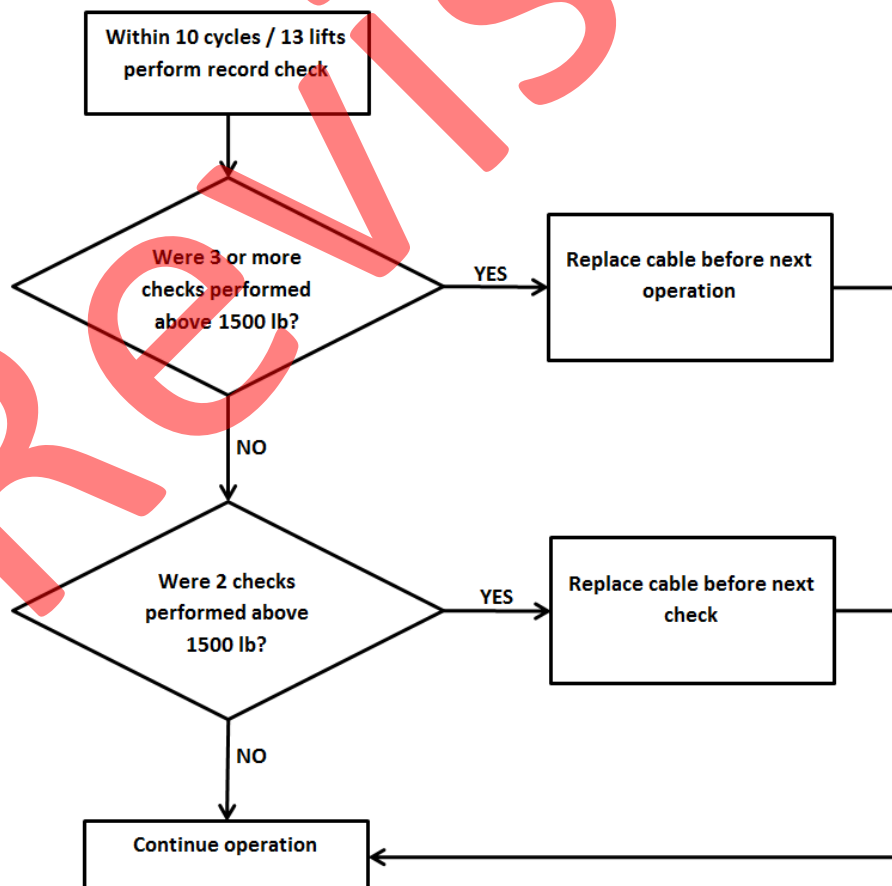 Within 10 cycles / 13 lifts
perform record check
Were 3 or more
checks performed
above 1500 lb?
YES
Replace cable before next
operation
NO
Were 2 checks
performed above
1500 lb?
YES
Replace cable before next
check
NO
Continue operation
Revis